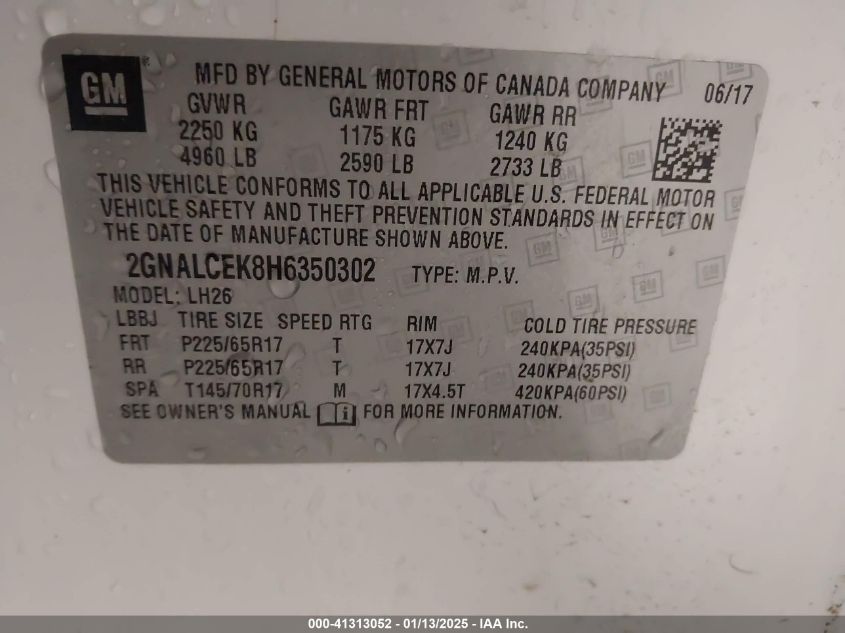 GM ® MFD BY GENERAL MOTORS OF CANADA COMPANY 06/17
GVWR GAWR FRT GAWR RR
2250 KG 1175 KG 1240 KG
4960 LB 2590 LB 2733 LB
THIS VEHICLE CONFORMS TO ALL APPLICABLE U.S. FEDERAL MOTOR
VEHICLE SAFETY AND THEFT PREVENTION STANDARDS IN EFFECT ON
THE DATE OF MANUFACTURE SHOWN ABOVE.
2GNALCEK8H6350302 TYPE: M.P.V.
MODEL: LH26
LBBJ TIRE SIZE SPEED RTG RIM COLD TIRE PRESSURE
FRT P225/65R17 T 17X7J 240KPA(35PSI)
RR P225/65R17 T 17X7J 240KPA(35PSI)
SPA T145/70R17 M 17X4.5T 420KPA(60PSI)
SEE OWNER'S MANUAL i FOR MORE INFORMATION.
000-41313052 - 01/13/2025 - IAA Inc.